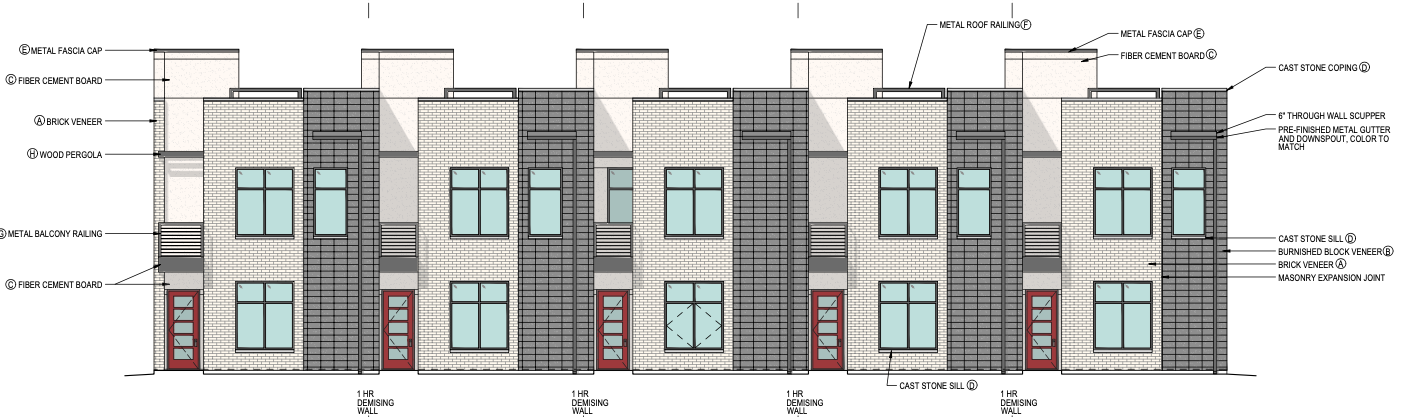 METAL ROOF RAILING Ⓕ
Ⓔ METAL FASCIA CAP
METAL FASCIA CAP Ⓔ
FIBER CEMENT BOARD Ⓒ
CAST STONE COPING Ⓓ
Ⓒ FIBER CEMENT BOARD
Ⓐ BRICK VENEER
6" THROUGH WALL SCUPPER
PRE-FINISHED METAL GUTTER
AND DOWNSPOUT, COLOR TO
MATCH
Ⓗ WOOD PERGOLA
Ⓖ METAL BALCONY RAILING
CAST STONE SILL Ⓓ
BURNISHED BLOCK VENEER Ⓑ
BRICK VENEER Ⓐ
MASONRY EXPANSION JOINT
Ⓒ FIBER CEMENT BOARD
CAST STONE SILL Ⓓ
1 HR
DEMISING
WALL
1 HR
DEMISING
WALL
1 HR
DEMISING
WALL
1 HR
DEMISING
WALL